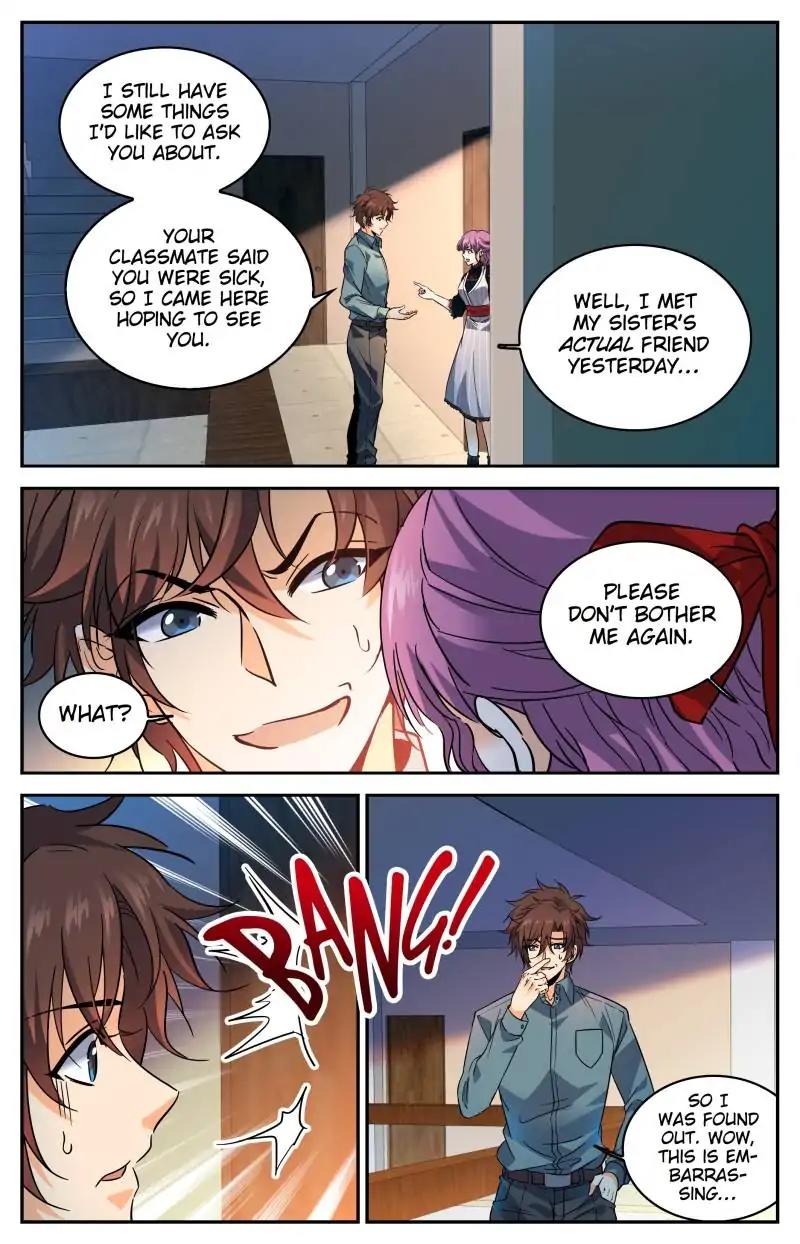 I STILL HAVE
SOME THINGS
I'D LIKE TO ASK
YOU ABOUT.
YOUR
CLASSMATE SAID
YOU WERE SICK,
SO I CAME HERE
HOPING TO SEE
YOU.
WELL, I MET
MY SISTER'S
ACTUAL FRIEND
YESTERDAY...
PLEASE
DON'T BOTHER
ME AGAIN.
WHAT?
BANG!
SO I
WAS FOUND
OUT. WOW,
THIS IS EM-
BARRAS-
SING...